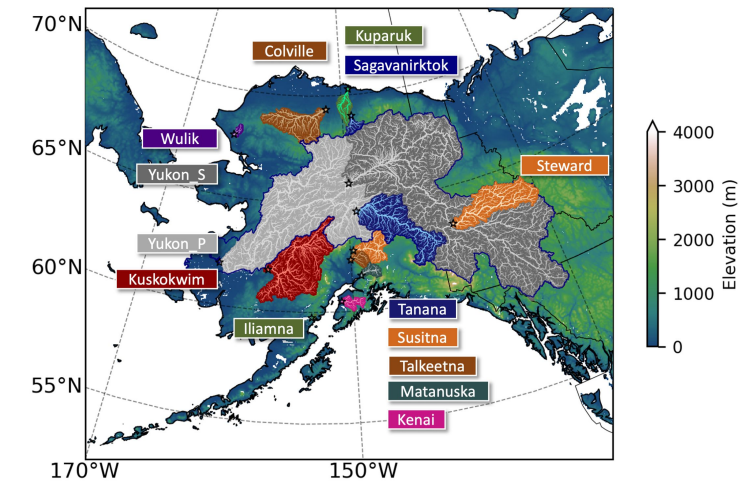 70°N
Kuparuk
Colville
Sagavanirktok
Wulik
65°N
Steward
Yukon_S
Yukon_P
60°N
Kuskokwim
Iliamna
Tanana
Susitna
Talkeetna
Matanuska
Kenai
55°N
170°W
150°W
4000
3000
2000
1000
0
Elevation (m)